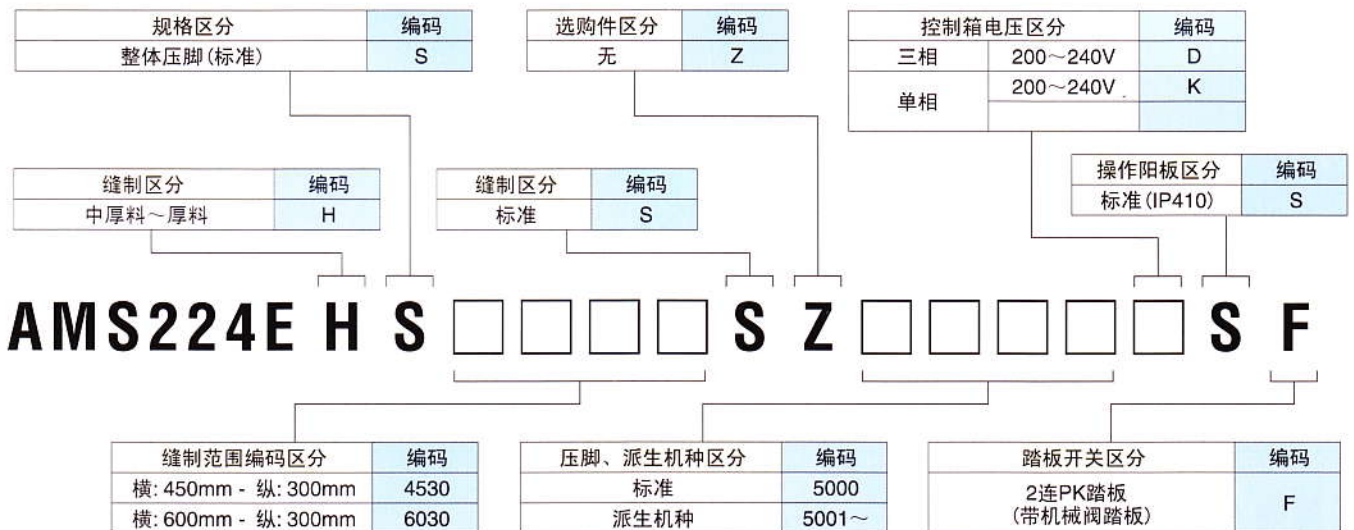 规格区分 编码
整体压脚(标准) S
选购件区分 编码
无 Z
控制箱电压区分 编码
三相 200~240V D
单相 200~240V K
缝制区分 编码
中厚料~厚料 H
缝制区分 编码
标准 S
操作阳板区分 编码
标准(IP410) S
AMS224E H S □□□□ S Z □□□□□ S F
缝制范围编码区分 编码
横: 450mm - 纵: 300mm 4530
横: 600mm - 纵: 300mm 6030
压脚、派生机种区分 编码
标准 5000
派生机种 5001~
踏板开关区分 编码
2连PK踏板
(带机械阀踏板) F